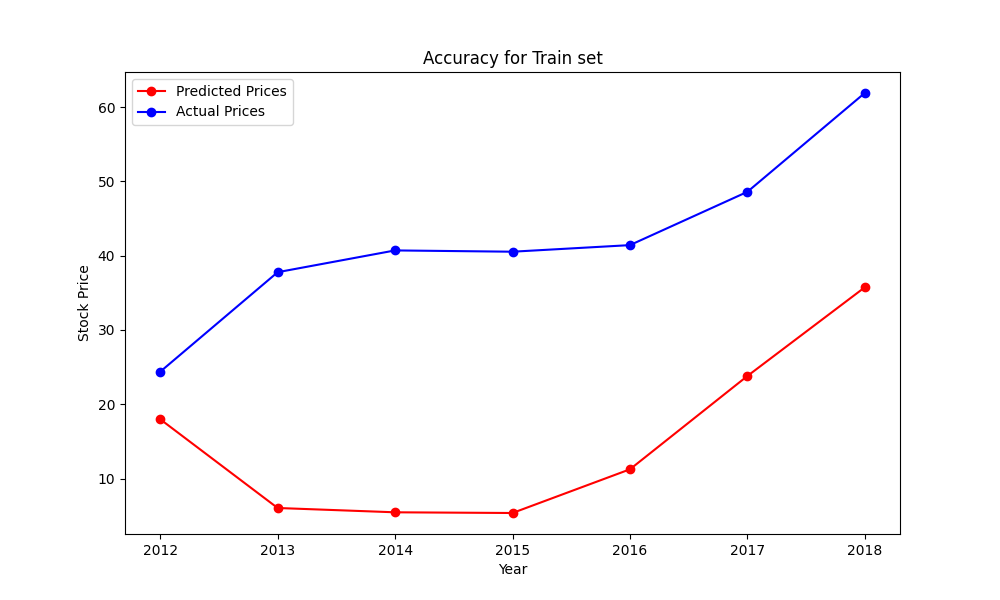 Accuracy for Train set
Predicted Prices
Actual Prices
60
50
40
30
20
10
Stock Price
2012 2013 2014 2015 2016 2017 2018
Year